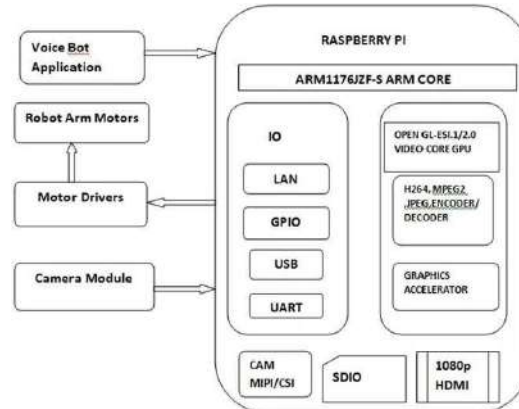 Voice Bot
Application
Robot Arm Motors
Motor Drivers
Camera Module
RASPBERRY PI
ARM1176JZF-S ARM CORE
IO
LAN
GPIO
USB
UART
OPEN GL-ESI.1/2.0
VIDEO CORE GPU
H264, MPEG2
,JPEG,ENCODER/
DECODER
GRAPHICS
ACCELERATOR
CAM
MIPI/CSI
SDIO
1080p
HDMI